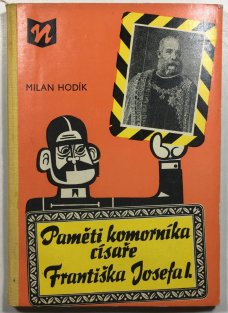 n
MILAN HODÍK
Paměti komorníka
císaře
Františka Josefa I.